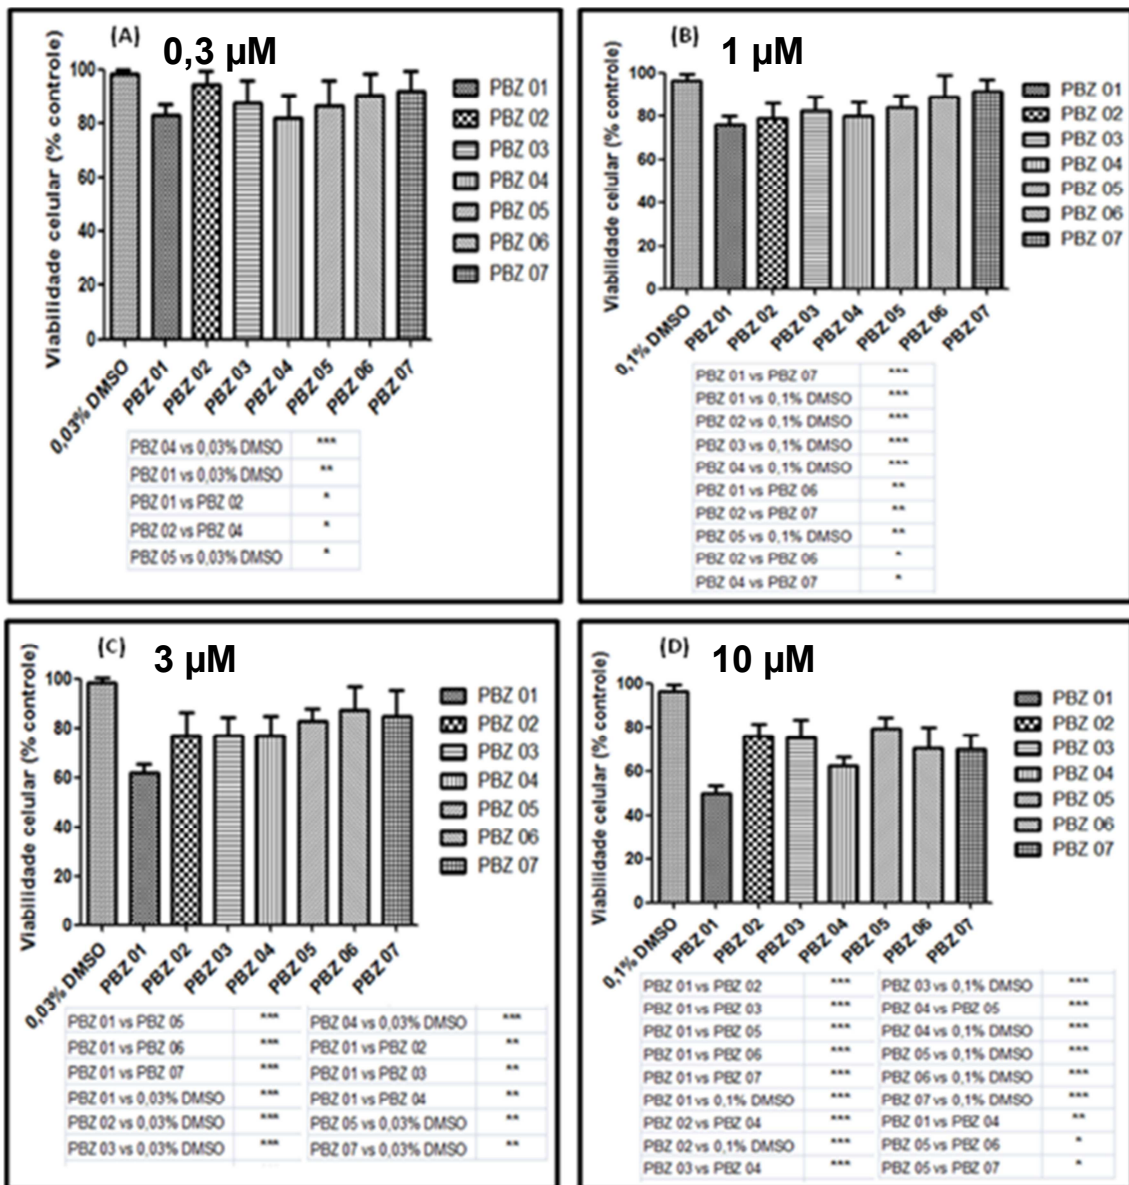 (A) 0,3 µM
Viabilidade celular (% controle)
100
80
60
40
20
0
0,03% DMSO
PBZ 01
PBZ 02
PBZ 03
PBZ 04
PBZ 05
PBZ 06
PBZ 07
PBZ 01
PBZ 02
PBZ 03
PBZ 04
PBZ 05
PBZ 06
PBZ 07
PBZ 04 vs 0,03% DMSO ***
PBZ 01 vs 0,03% DMSO **
PBZ 01 vs PBZ 02 *
PBZ 02 vs PBZ 04 *
PBZ 05 vs 0,03% DMSO *
(B) 1 µM
Viabilidade celular (% controle)
100
80
60
40
20
0
0,1% DMSO
PBZ 01
PBZ 02
PBZ 03
PBZ 04
PBZ 05
PBZ 06
PBZ 07
PBZ 01
PBZ 02
PBZ 03
PBZ 04
PBZ 05
PBZ 06
PBZ 07
PBZ 01 vs PBZ 07 ***
PBZ 01 vs 0,1% DMSO ***
PBZ 02 vs 0,1% DMSO ***
PBZ 03 vs 0,1% DMSO ***
PBZ 04 vs 0,1% DMSO ***
PBZ 01 vs PBZ 06 **
PBZ 02 vs PBZ 07 **
PBZ 05 vs 0,1% DMSO **
PBZ 02 vs PBZ 06 *
PBZ 04 vs PBZ 07 *
(C) 3 µM
Viabilidade celular (% controle)
100
80
60
40
20
0
0,03% DMSO
PBZ 01
PBZ 02
PBZ 03
PBZ 04
PBZ 05
PBZ 06
PBZ 07
PBZ 01
PBZ 02
PBZ 03
PBZ 04
PBZ 05
PBZ 06
PBZ 07
PBZ 01 vs PBZ 05 *** PBZ 04 vs 0,03% DMSO ***
PBZ 01 vs PBZ 06 *** PBZ 01 vs PBZ 02 **
PBZ 01 vs PBZ 07 *** PBZ 01 vs PBZ 03 **
PBZ 01 vs 0,03% DMSO *** PBZ 01 vs PBZ 04 **
PBZ 02 vs 0,03% DMSO *** PBZ 05 vs 0,03% DMSO **
PBZ 03 vs 0,03% DMSO *** PBZ 07 vs 0,03% DMSO **
(D) 10 µM
Viabilidade celular (% controle)
100
80
60
40
20
0
0,1% DMSO
PBZ 01
PBZ 02
PBZ 03
PBZ 04
PBZ 05
PBZ 06
PBZ 07
PBZ 01
PBZ 02
PBZ 03
PBZ 04
PBZ 05
PBZ 06
PBZ 07
PBZ 01 vs PBZ 02 *** PBZ 03 vs 0,1% DMSO ***
PBZ 01 vs PBZ 03 *** PBZ 04 vs PBZ 05 ***
PBZ 01 vs PBZ 05 *** PBZ 04 vs 0,1% DMSO ***
PBZ 01 vs PBZ 06 *** PBZ 05 vs 0,1% DMSO ***
PBZ 01 vs PBZ 07 *** PBZ 06 vs 0,1% DMSO ***
PBZ 01 vs 0,1% DMSO *** PBZ 07 vs 0,1% DMSO ***
PBZ 02 vs PBZ 04 *** PBZ 01 vs PBZ 04 **
PBZ 02 vs 0,1% DMSO *** PBZ 05 vs PBZ 06 *
PBZ 03 vs PBZ 04 *** PBZ 05 vs PBZ 07 *